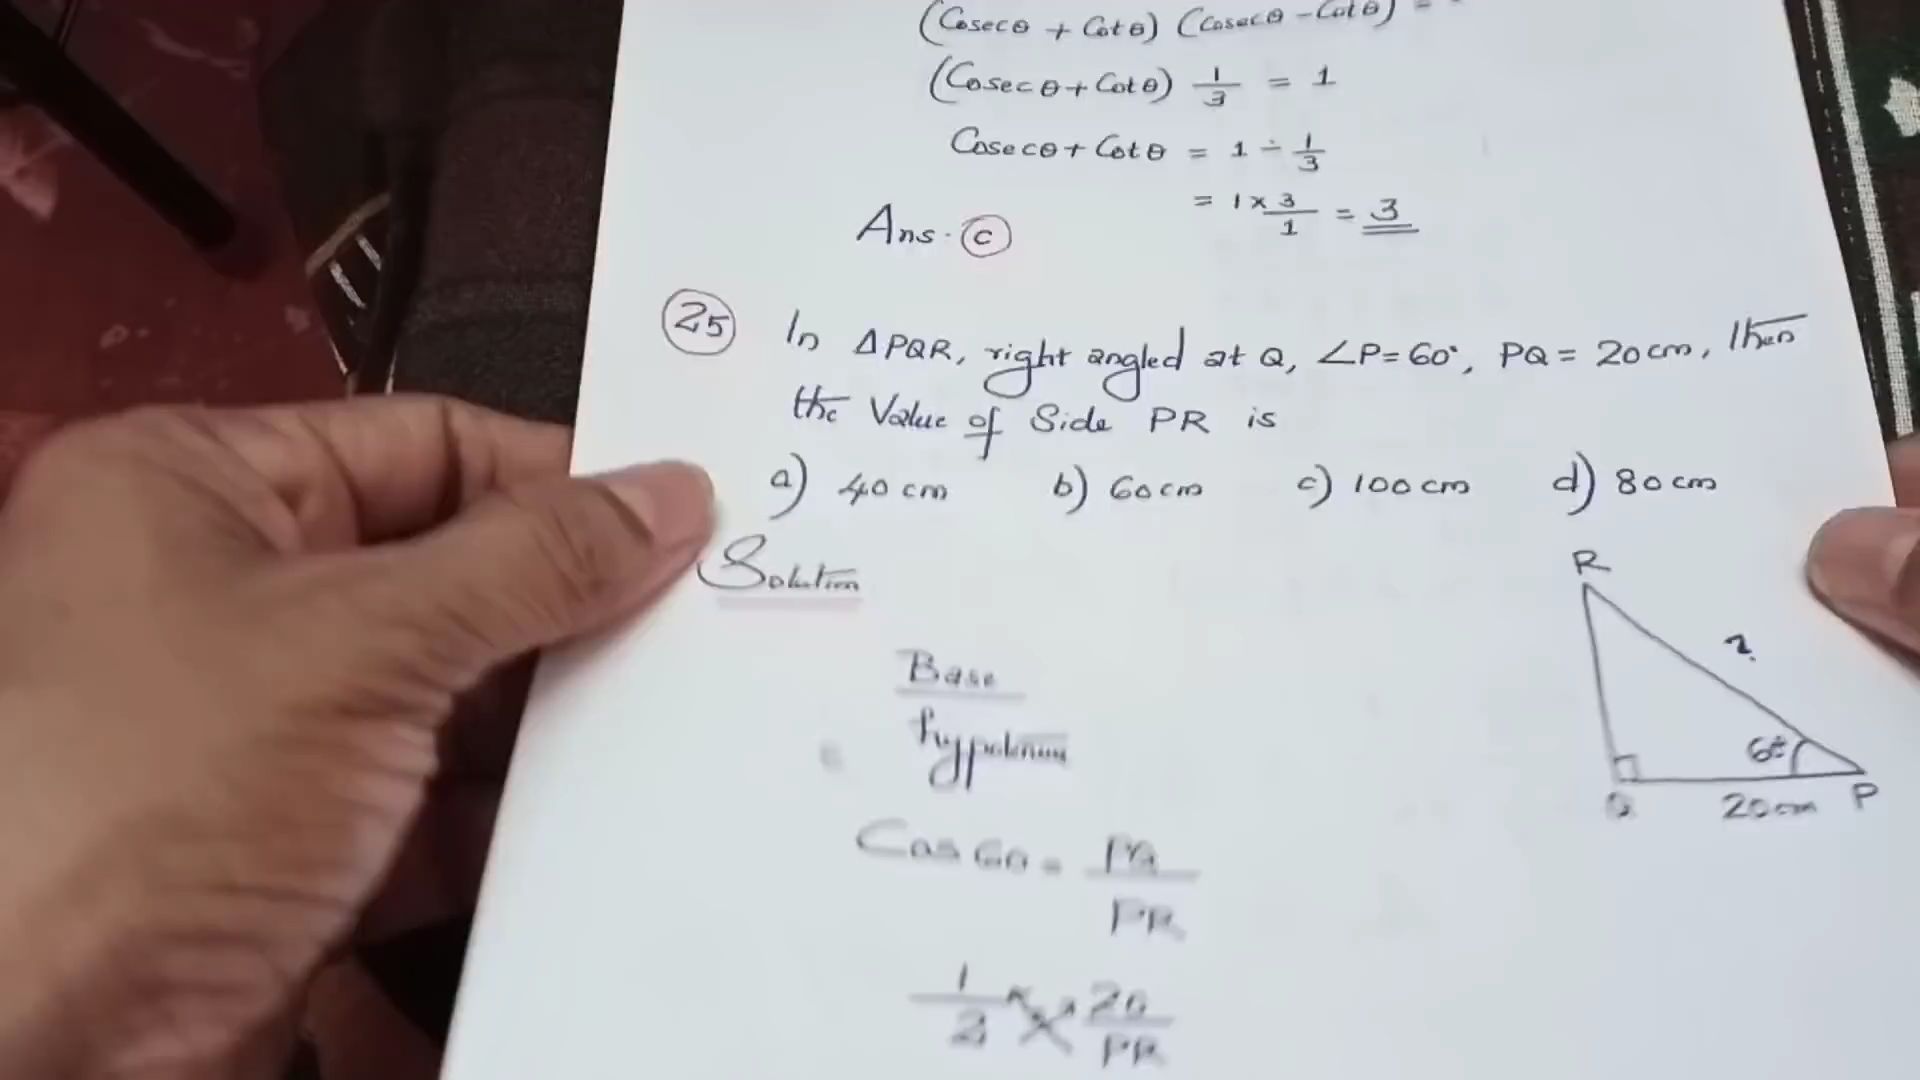 (Cosecθ + Cotθ) (Cosecθ - Cotθ) =
(Cosecθ + Cotθ) 1/3 = 1
Cosecθ + Cotθ = 1 ÷ 1/3
= 1 × 3/1 = 3
Ans. (c)
(25) In ΔPQR, right angled at Q, ∠P=60°, PQ = 20cm, then
the Value of Side PR is
a) 40 cm b) 60cm c) 100 cm d) 80 cm
Solution
R
?
Base
hypotenuse
60°
Q 20cm P
Cos 60 = PQ/PR
1/2 × 20/PR